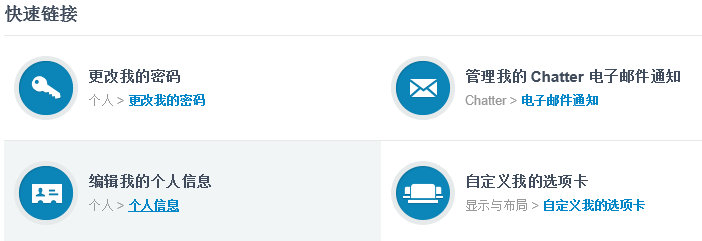 快速链接
更改我的密码
个人 > 更改我的密码
管理我的 Chatter 电子邮件通知
Chatter > 电子邮件通知
编辑我的个人信息
个人 > 个人信息
自定义我的选项卡
显示与布局 > 自定义我的选项卡